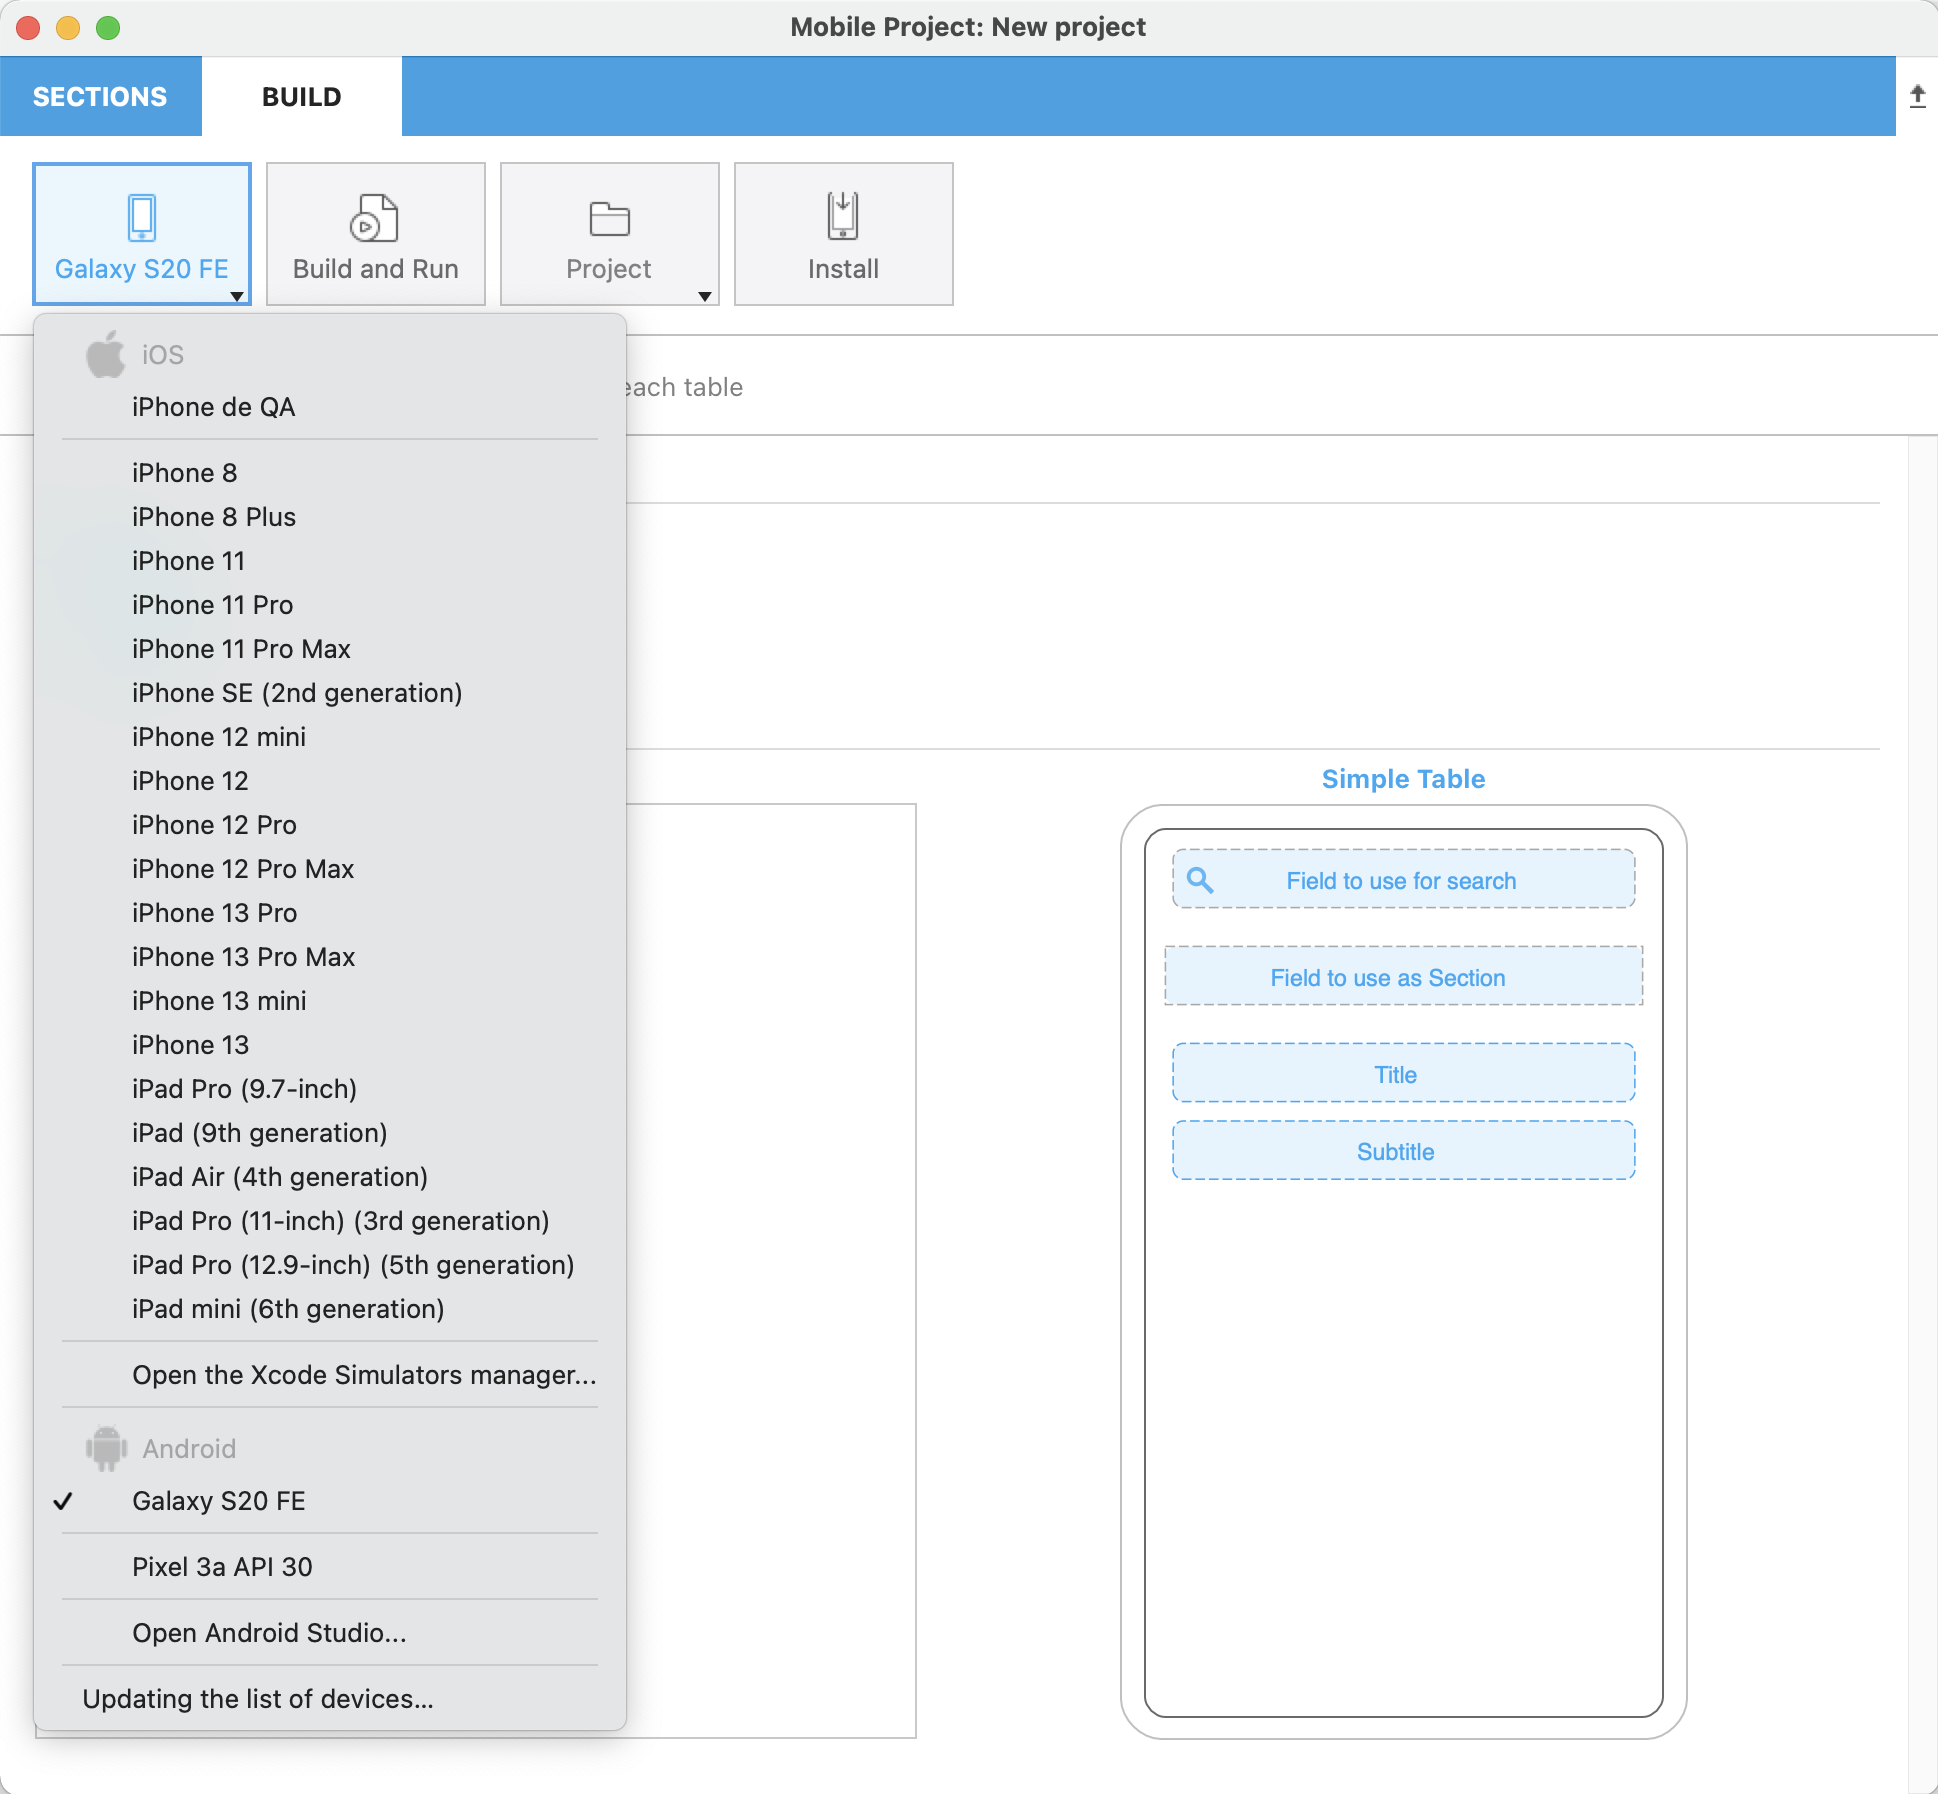 Mobile Project: New project
SECTIONS
BUILD
Galaxy S20 FE
Build and Run
Project
Install
iOS
each table
iPhone de QA
iPhone 8
iPhone 8 Plus
iPhone 11
iPhone 11 Pro
iPhone 11 Pro Max
iPhone SE (2nd generation)
iPhone 12 mini
iPhone 12
iPhone 12 Pro
iPhone 12 Pro Max
iPhone 13 Pro
iPhone 13 Pro Max
iPhone 13 mini
iPhone 13
iPad Pro (9.7-inch)
iPad (9th generation)
iPad Air (4th generation)
iPad Pro (11-inch) (3rd generation)
iPad Pro (12.9-inch) (5th generation)
iPad mini (6th generation)
Open the Xcode Simulators manager...
Android
Galaxy S20 FE
Pixel 3a API 30
Open Android Studio...
Updating the list of devices...
Simple Table
Field to use for search
Field to use as Section
Title
Subtitle